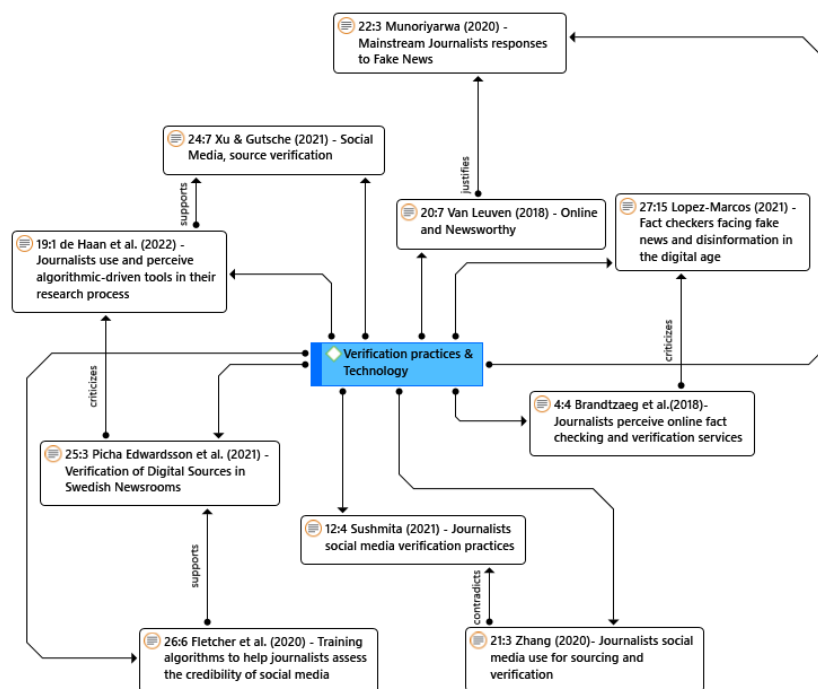 22:3 Munoriyarwa (2020) -
Mainstream Journalists responses
to Fake News
24:7 Xu & Gutsche (2021) - Social
Media, source verification
supports
justifies
20:7 Van Leuven (2018) - Online
and Newsworthy
27:15 Lopez-Marcos (2021) -
Fact checkers facing fake
news and disinformation in
the digital age
19:1 de Haan et al. (2022) -
Journalists use and perceive
algorithmic-driven tools in their
research process
criticizes
criticizes
Verification practices &
Technology
4:4 Brandtzaeg et al.(2018)-
Journalists perceive online fact
checking and verification services
25:3 Picha Edwardsson et al. (2021) -
Verification of Digital Sources in
Swedish Newsrooms
12:4 Sushmita (2021) - Journalists
social media verification practices
supports
contradicts
26:6 Fletcher et al. (2020) - Training
algorithms to help journalists assess
the credibility of social media
21:3 Zhang (2020)- Journalists social
media use for sourcing and
verification